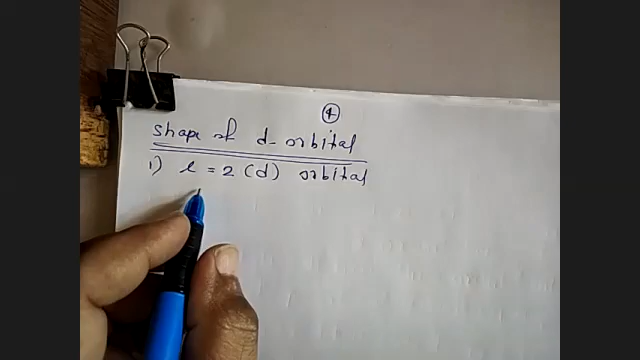 4
Shape of d-orbital
1) l = 2 (d) orbital